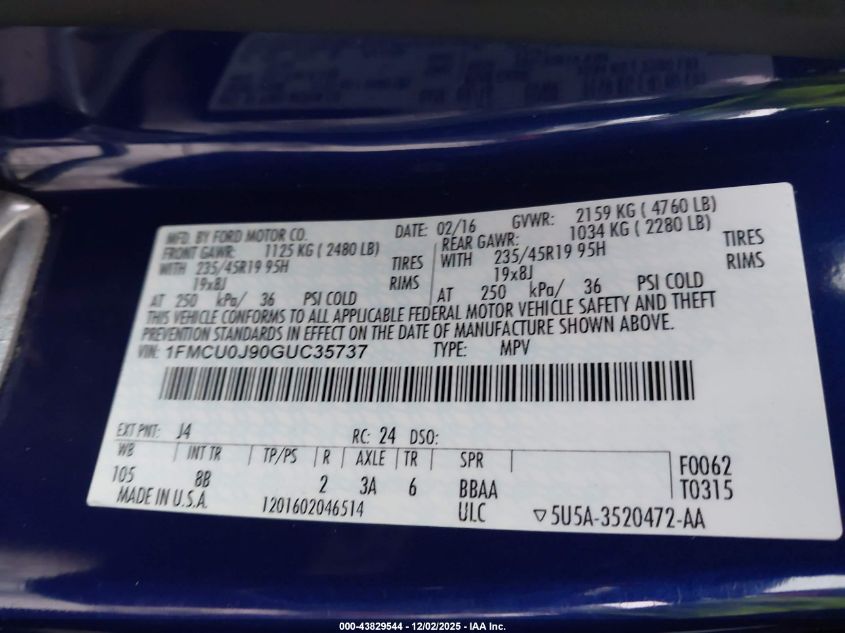 MFD. BY FORD MOTOR CO. DATE: 02/16 GVWR: 2159 KG ( 4760 LB)
FRONT GAWR: 1125 KG ( 2480 LB) REAR GAWR: 1034 KG ( 2280 LB)
WITH 235/45R19 95H TIRES WITH 235/45R19 95H TIRES
19x8J RIMS 19x8J RIMS
AT 250 kPa/ 36 PSI COLD AT 250 kPa/ 36 PSI COLD
THIS VEHICLE CONFORMS TO ALL APPLICABLE FEDERAL MOTOR VEHICLE SAFETY AND THEFT
PREVENTION STANDARDS IN EFFECT ON THE DATE OF MANUFACTURE SHOWN ABOVE.
VIN: 1FMCU0J90GUC35737 TYPE: MPV
EXT PNT: J4 RC: 24 DSO:
WB INT TR TP/PS R AXLE TR SPR
105 8B 2 3A 6 BBAA F0062
T0315
MADE IN U.S.A. 1201602046514 ULC ▽5U5A-3520472-AA
000-43829544 - 12/02/2025 - IAA Inc.